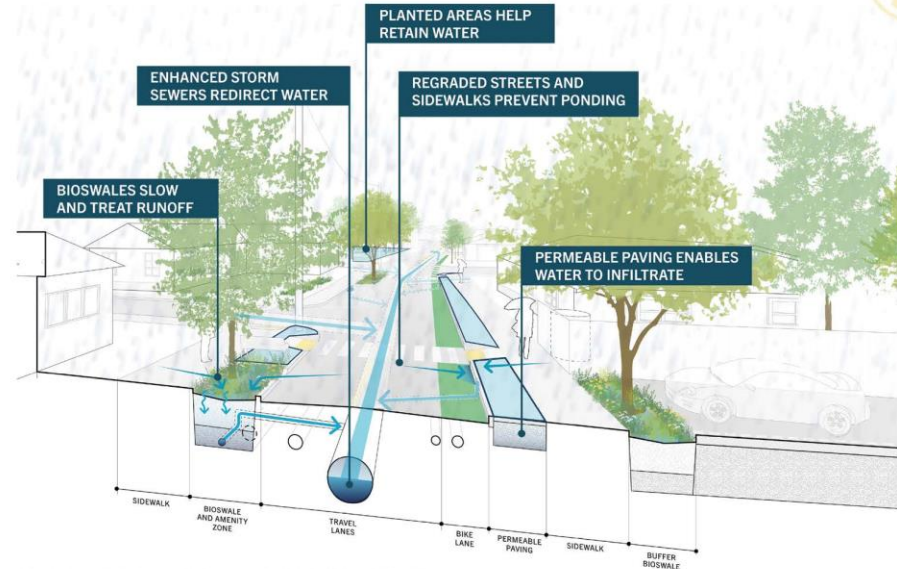 PLANTED AREAS HELP
RETAIN WATER
ENHANCED STORM
SEWERS REDIRECT WATER
REGRADED STREETS AND
SIDEWALKS PREVENT PONDING
BIOSWALES SLOW
AND TREAT RUNOFF
PERMEABLE PAVING ENABLES
WATER TO INFILTRATE
SIDEWALK
BIOSWALE
AND AMENITY
ZONE
TRAVEL
LANES
BIKE
LANE
PERMEABLE
PAVING
SIDEWALK
BUFFER
BIOSWALE